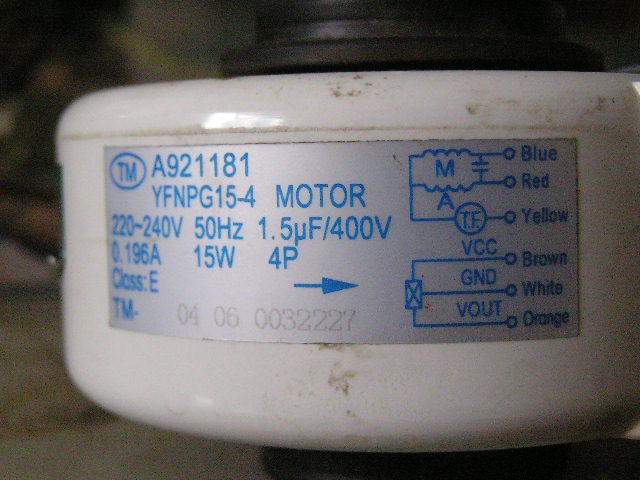 TM A921181
YFNPG15-4 MOTOR
220~240V 50Hz 1.5µF/400V
0.196A 15W 4P
Class: E
TM- 04 06 0032227
M
A
T.F.
Blue
Red
Yellow
VCC Brown
GND White
VOUT Orange